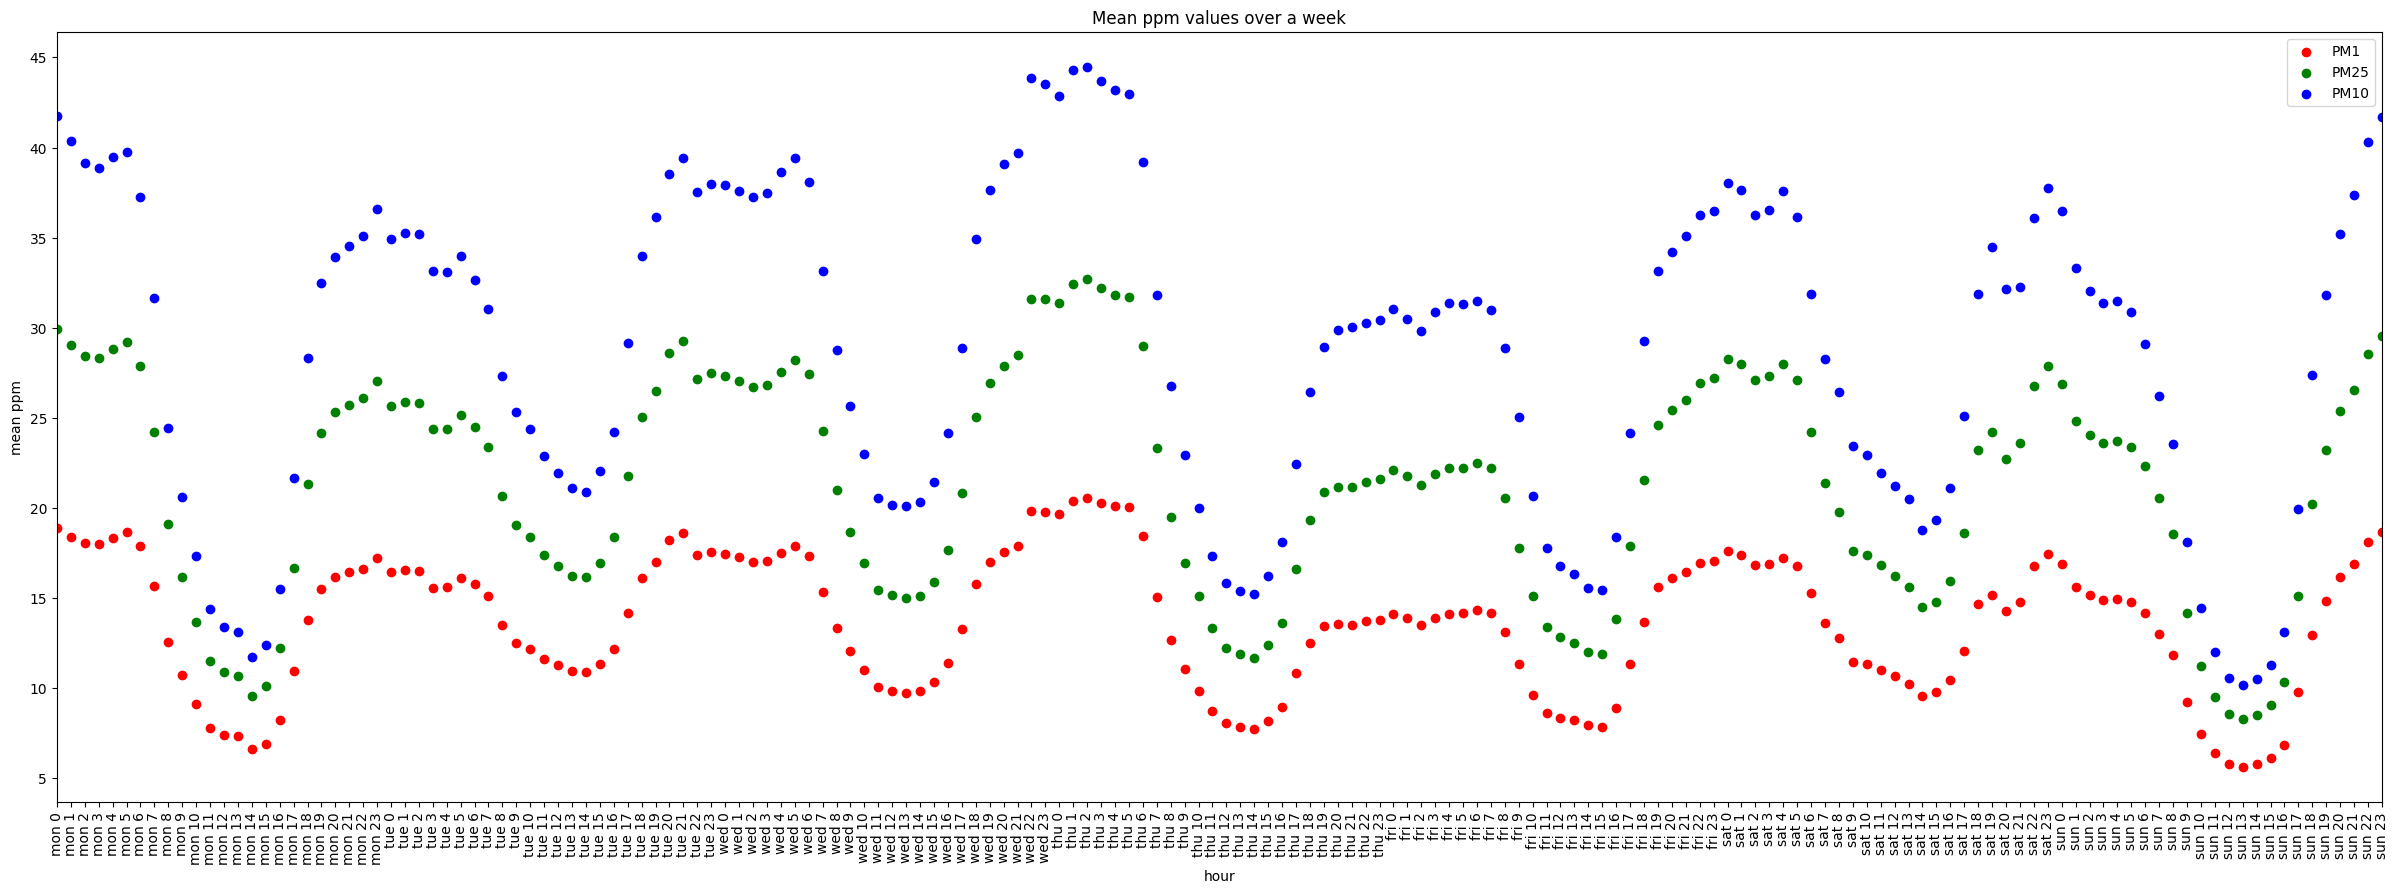 Mean ppm values over a week
PM1
PM25
PM10
45
40
35
30
25
20
15
10
5
mean ppm
mon 0
mon 1
mon 2
mon 3
mon 4
mon 5
mon 6
mon 7
mon 8
mon 9
mon 10
mon 11
mon 12
mon 13
mon 14
mon 15
mon 16
mon 17
mon 18
mon 19
mon 20
mon 21
mon 22
mon 23
tue 0
tue 1
tue 2
tue 3
tue 4
tue 5
tue 6
tue 7
tue 8
tue 9
tue 10
tue 11
tue 12
tue 13
tue 14
tue 15
tue 16
tue 17
tue 18
tue 19
tue 20
tue 21
tue 22
tue 23
wed 0
wed 1
wed 2
wed 3
wed 4
wed 5
wed 6
wed 7
wed 8
wed 9
wed 10
wed 11
wed 12
wed 13
wed 14
wed 15
wed 16
wed 17
wed 18
wed 19
wed 20
wed 21
wed 22
wed 23
thu 0
thu 1
thu 2
thu 3
thu 4
thu 5
thu 6
thu 7
thu 8
thu 9
thu 10
thu 11
thu 12
thu 13
thu 14
thu 15
thu 16
thu 17
thu 18
thu 19
thu 20
thu 21
thu 22
thu 23
fri 0
fri 1
fri 2
fri 3
fri 4
fri 5
fri 6
fri 7
fri 8
fri 9
fri 10
fri 11
fri 12
fri 13
fri 14
fri 15
fri 16
fri 17
fri 18
fri 19
fri 20
fri 21
fri 22
fri 23
sat 0
sat 1
sat 2
sat 3
sat 4
sat 5
sat 6
sat 7
sat 8
sat 9
sat 10
sat 11
sat 12
sat 13
sat 14
sat 15
sat 16
sat 17
sat 18
sat 19
sat 20
sat 21
sat 22
sat 23
sun 0
sun 1
sun 2
sun 3
sun 4
sun 5
sun 6
sun 7
sun 8
sun 9
sun 10
sun 11
sun 12
sun 13
sun 14
sun 15
sun 16
sun 17
sun 18
sun 19
sun 20
sun 21
sun 22
sun 23
hour